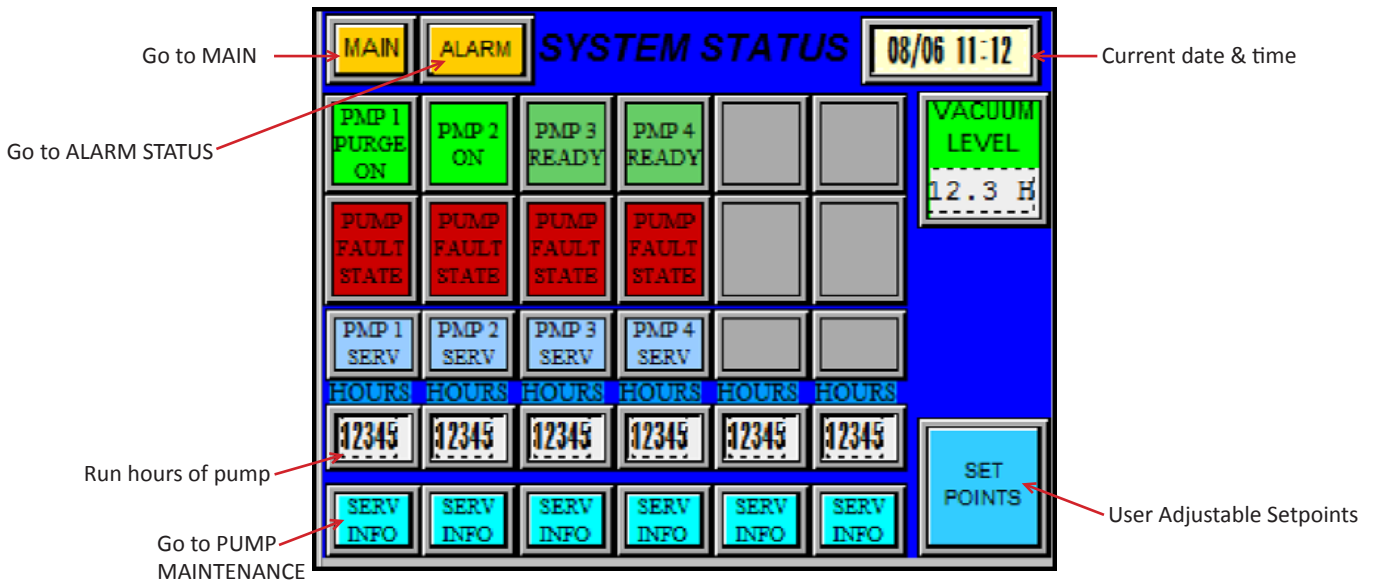 Go to MAIN
MAIN
ALARM
SYSTEM STATUS
08/06 11:12
Current date & time
Go to ALARM STATUS
PMP 1
PURGE
ON
PMP 2
ON
PMP 3
READY
PMP 4
READY
VACUUM
LEVEL
12.3 H
PUMP
FAULT
STATE
PUMP
FAULT
STATE
PUMP
FAULT
STATE
PUMP
FAULT
STATE
PMP 1
SERV
PMP 2
SERV
PMP 3
SERV
PMP 4
SERV
HOURS HOURS HOURS HOURS HOURS HOURS
12345 12345 12345 12345 12345 12345
Run hours of pump
SET
POINTS
User Adjustable Setpoints
SERV
INFO
SERV
INFO
SERV
INFO
SERV
INFO
SERV
INFO
SERV
INFO
Go to PUMP
MAINTENANCE